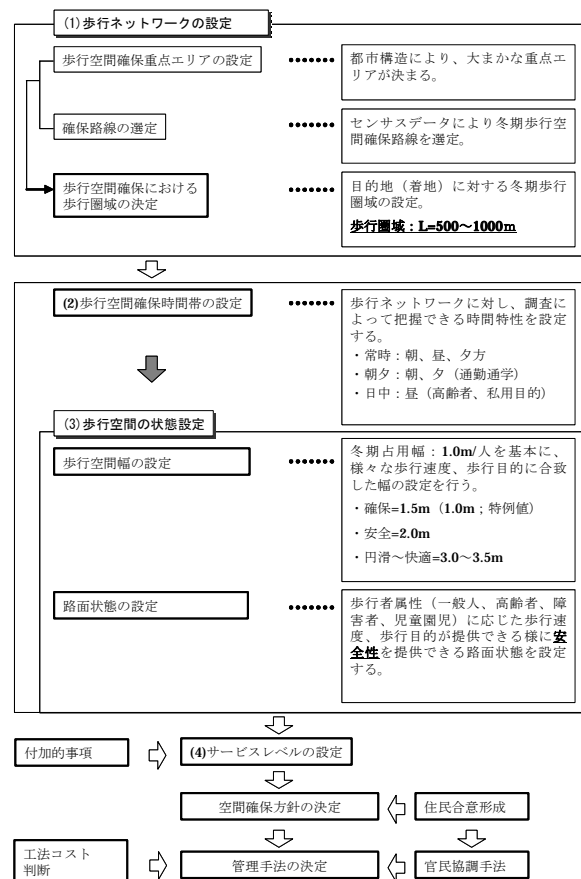 (1)歩行ネットワークの設定
歩行空間確保重点エリアの設定
都市構造により、大まかな重点エ
リアが決まる。
確保路線の選定
センサスデータにより冬期歩行空
間確保路線を選定。
歩行空間確保における
歩行圏域の決定
目的地（着地）に対する冬期歩行
圏域の設定。
歩行圏域：L=500～1000m
(2)歩行空間確保時間帯の設定
歩行ネットワークに対し、調査に
よって把握できる時間特性を設定
する。
・常時：朝、昼、夕方
・朝夕：朝、夕（通勤通学）
・日中：昼（高齢者、私用目的）
(3)歩行空間の状態設定
歩行空間幅の設定
冬期占用幅：1.0m/人を基本に、
様々な歩行速度、歩行目的に合致
した幅の設定を行う。
・確保=1.5m（1.0m；特例値）
・安全=2.0m
・円滑～快適=3.0～3.5m
路面状態の設定
歩行者属性（一般人、高齢者、障
害者、児童園児）に応じた歩行速
度、歩行目的が提供できる様に安
全性を提供できる路面状態を設定
する。
付加的事項
(4)サービスレベルの設定
空間確保方針の決定
住民合意形成
工法コスト
判断
管理手法の決定
官民協調手法